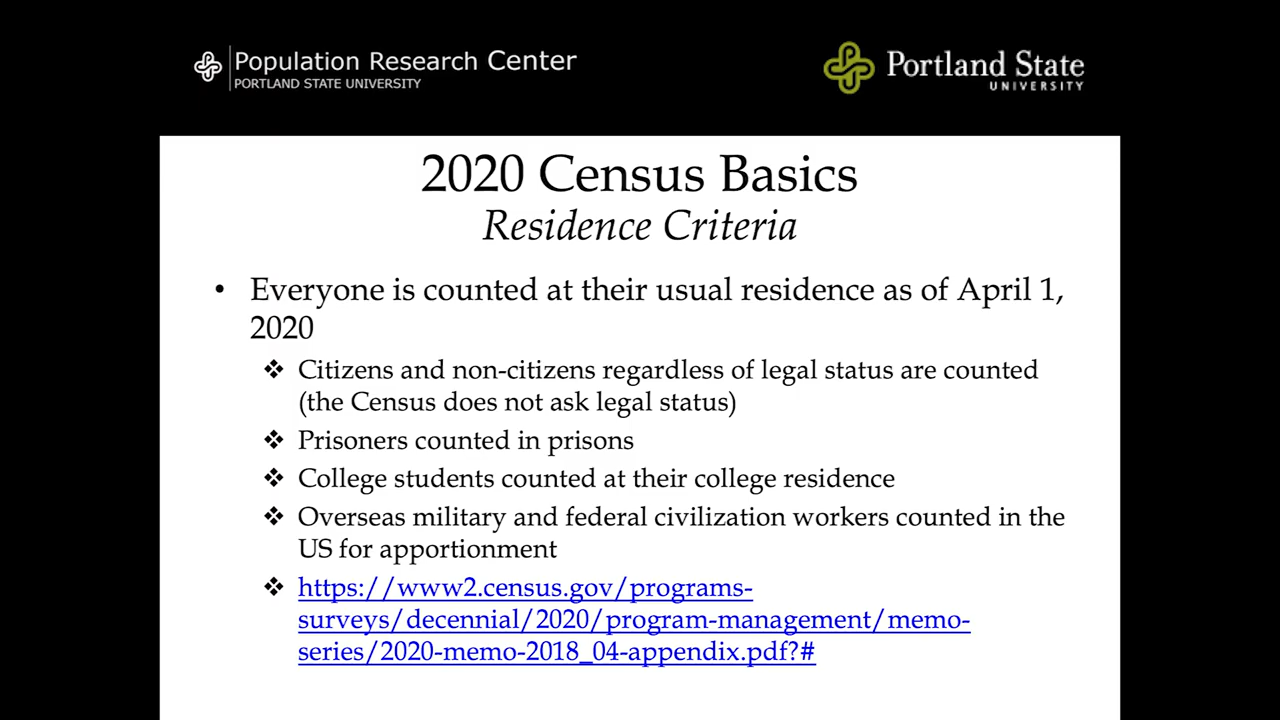 Population Research Center
PORTLAND STATE UNIVERSITY
Portland State
UNIVERSITY
2020 Census Basics
Residence Criteria
• Everyone is counted at their usual residence as of April 1,
2020
❖ Citizens and non-citizens regardless of legal status are counted
(the Census does not ask legal status)
❖ Prisoners counted in prisons
❖ College students counted at their college residence
❖ Overseas military and federal civilization workers counted in the
US for apportionment
❖ https://www2.census.gov/programs-
surveys/decennial/2020/program-management/memo-
series/2020-memo-2018_04-appendix.pdf?#